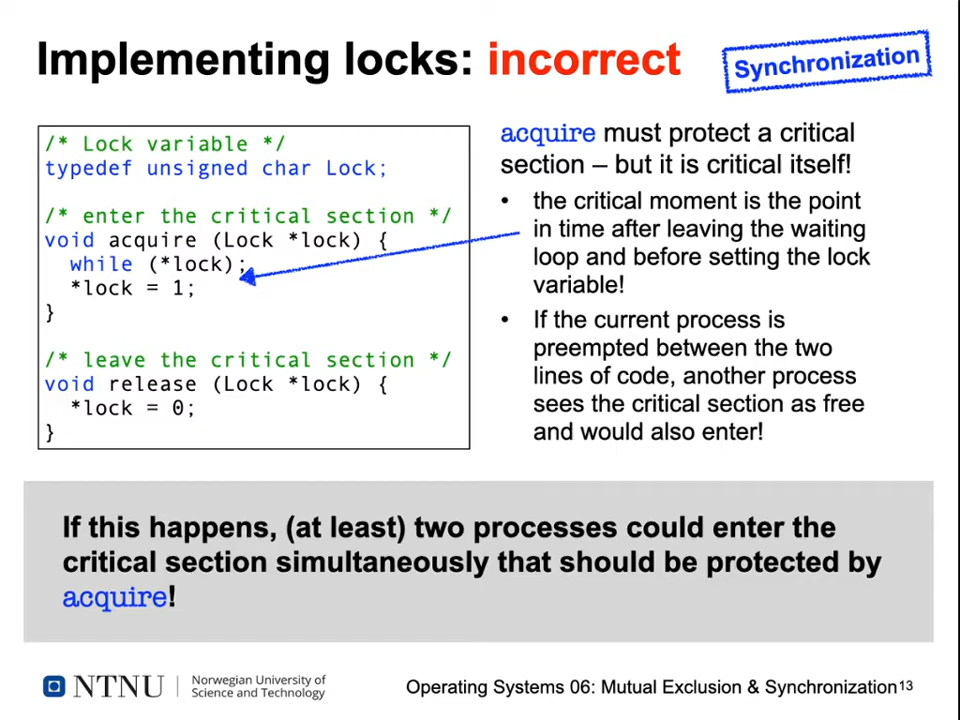 Implementing locks: incorrect
Synchronization
/* Lock variable */
typedef unsigned char Lock;
/* enter the critical section */
void acquire (Lock *lock) {
  while (*lock);
  *lock = 1;
}
/* leave the critical section */
void release (Lock *lock) {
  *lock = 0;
}
acquire must protect a critical
section – but it is critical itself!
• the critical moment is the point
in time after leaving the waiting
loop and before setting the lock
variable!
• If the current process is
preempted between the two
lines of code, another process
sees the critical section as free
and would also enter!
If this happens, (at least) two processes could enter the
critical section simultaneously that should be protected by
acquire!
NTNU
Norwegian University of
Science and Technology
Operating Systems 06: Mutual Exclusion & Synchronization 13